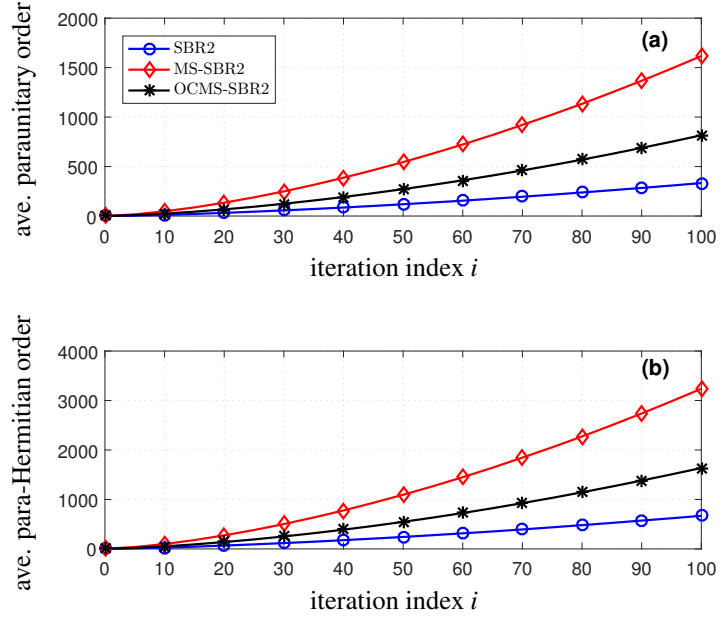 2000
(a)
SBR2
MS-SBR2
OCMS-SBR2
1500
1000
500
0
ave. paraunitary order
0 10 20 30 40 50 60 70 80 90 100
iteration index i
4000
(b)
3000
2000
1000
0
ave. para-Hermitian order
0 10 20 30 40 50 60 70 80 90 100
iteration index i